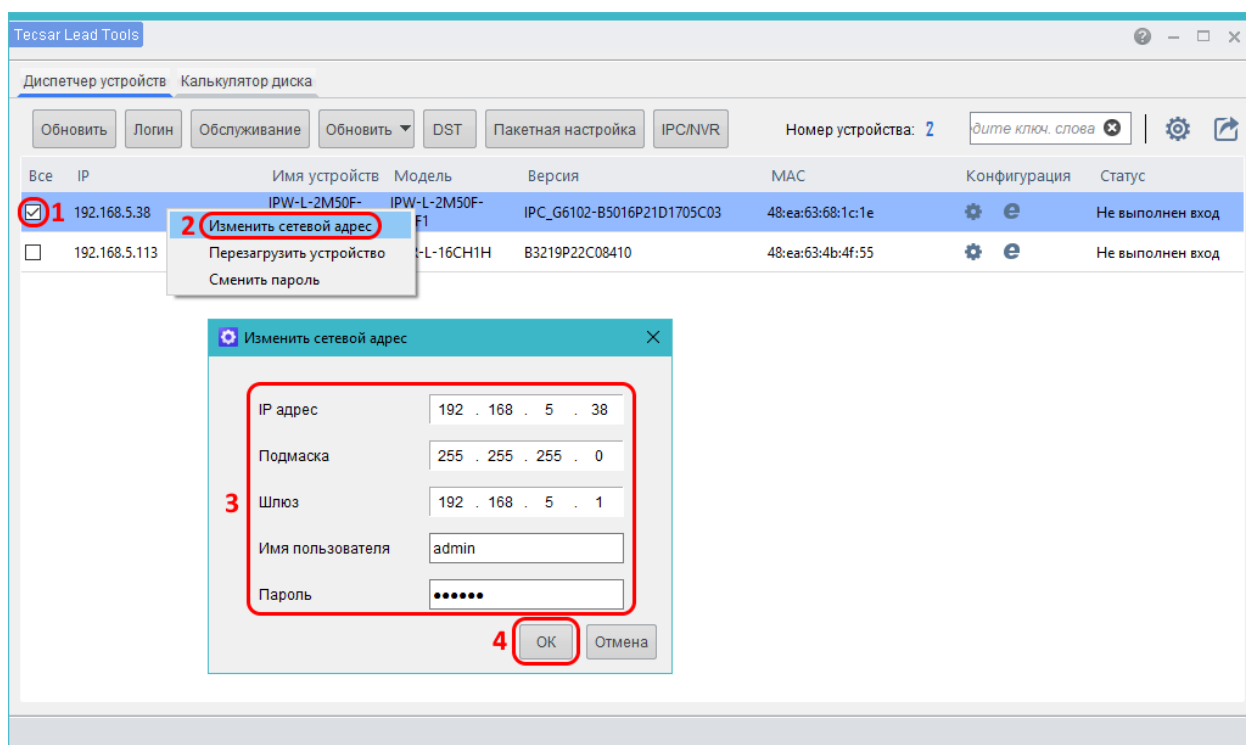 Tecsar Lead Tools
Диспетчер устройств Калькулятор диска
Обновить Логин Обслуживание Обновить DST Пакетная настройка IPC/NVR Номер устройства: 2 дите ключ. слова
Все IP Имя устройств Модель Версия MAC Конфигурация Статус
1 192.168.5.38 IPW-L-2M50F- IPW-L-2M50F- IPC_G6102-B5016P21D1705C03 48:ea:63:68:1c:1e Не выполнен вход
F1
2 Изменить сетевой адрес
192.168.5.113 -L-16CH1H B3219P22C08410 48:ea:63:4b:4f:55 Не выполнен вход
Перезагрузить устройство
Сменить пароль
Изменить сетевой адрес
IP адрес 192 . 168 . 5 . 38
Подмаска 255 . 255 . 255 . 0
3
Шлюз 192 . 168 . 5 . 1
Имя пользователя admin
Пароль ••••••
4 ОК Отмена